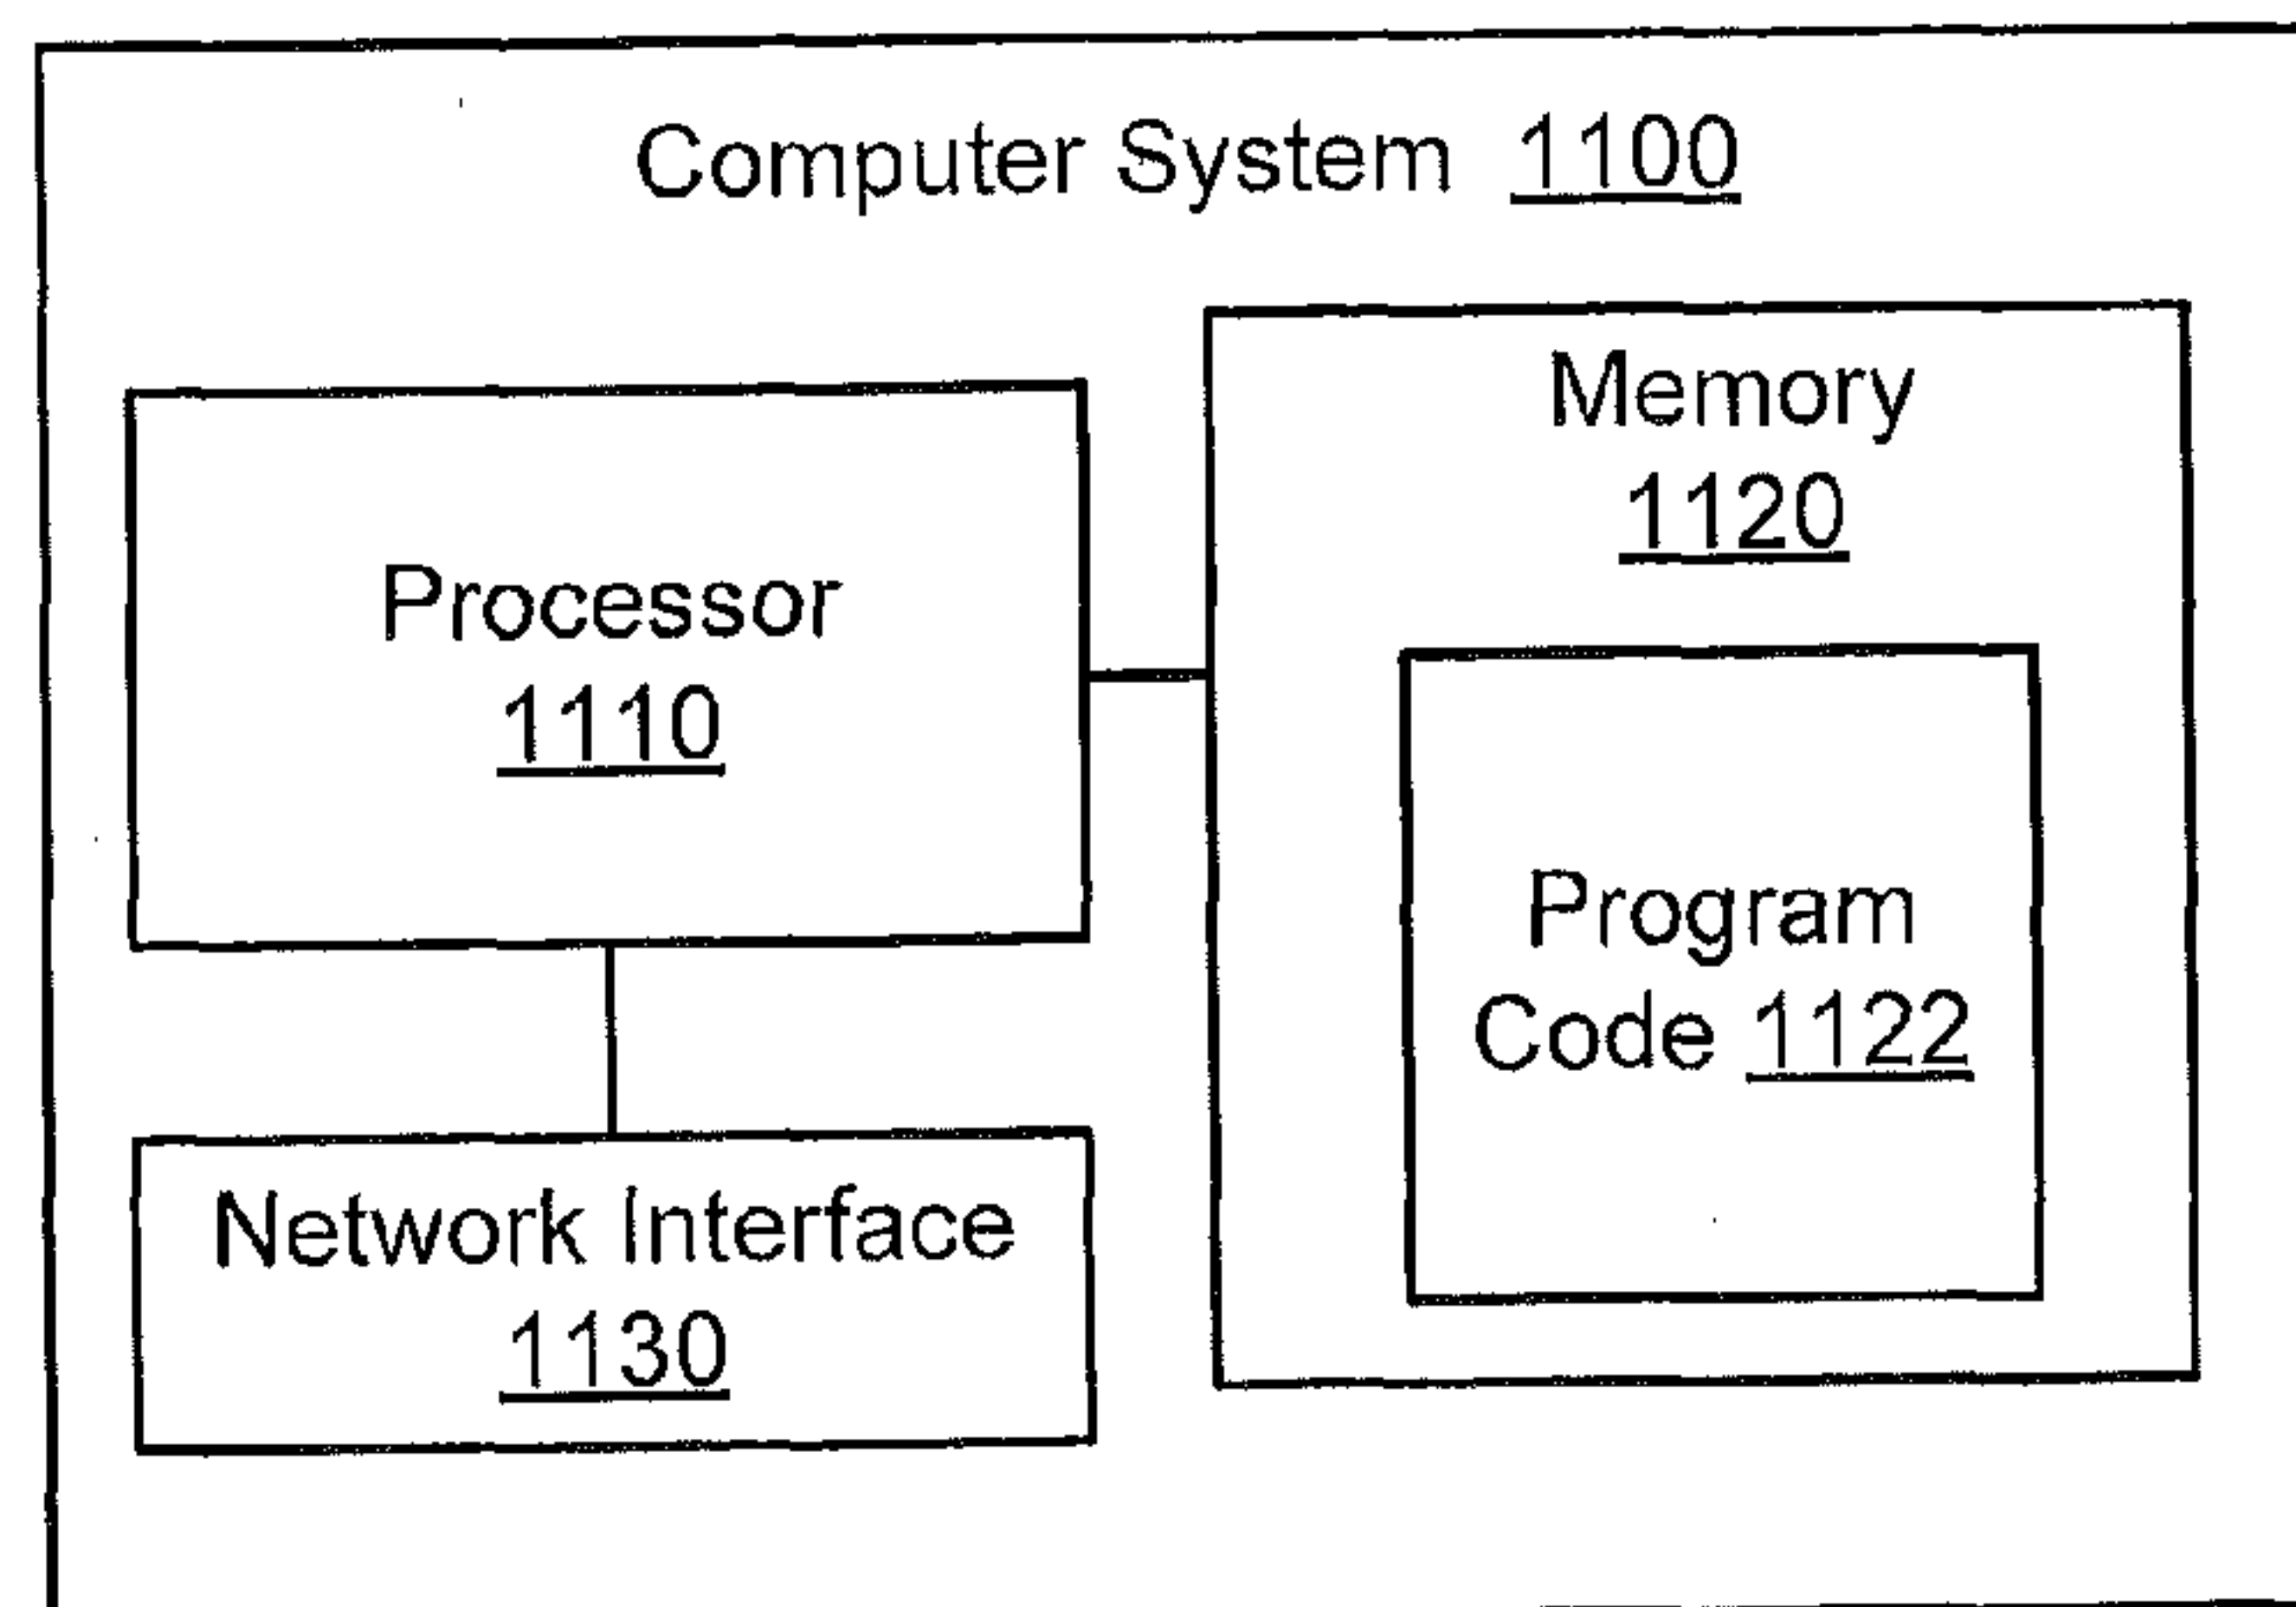 Computer System 1100
Memory
1120
Processor
1110
Program
Code 1122
Network Interface
1130